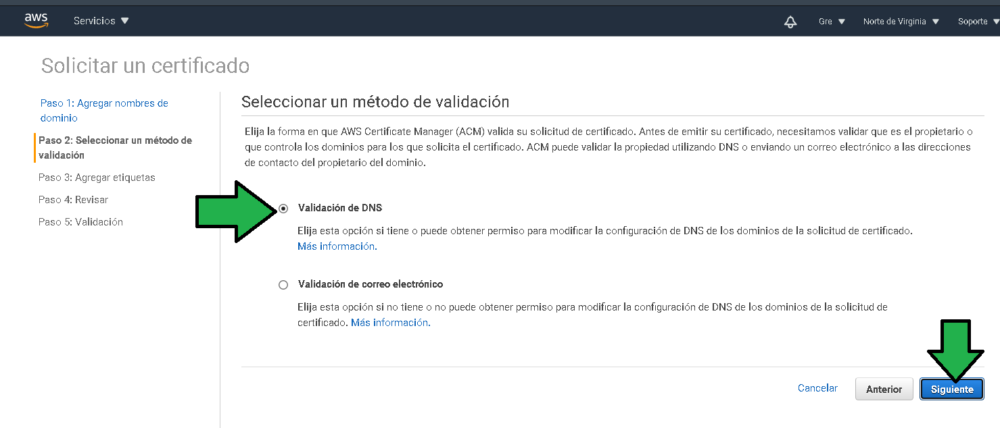 aws
Servicios
Gre
Norte de Virginia
Soporte
Solicitar un certificado
Paso 1: Agregar nombres de
dominio
Paso 2: Seleccionar un método de
validación
Paso 3: Agregar etiquetas
Paso 4: Revisar
Paso 5: Validación
Seleccionar un método de validación
Elija la forma en que AWS Certificate Manager (ACM) valida su solicitud de certificado. Antes de emitir su certificado, necesitamos validar que es el propietario o
que controla los dominios para los que solicita el certificado. ACM puede validar la propiedad utilizando DNS o enviando un correo electrónico a las direcciones
de contacto del propietario del dominio.
Validación de DNS
Elija esta opción si tiene o puede obtener permiso para modificar la configuración de DNS de los dominios de la solicitud de certificado.
Más información.
Validación de correo electrónico
Elija esta opción si no tiene o no puede obtener permiso para modificar la configuración de DNS de los dominios de la solicitud de
certificado. Más información.
Cancelar
Anterior
Siguiente